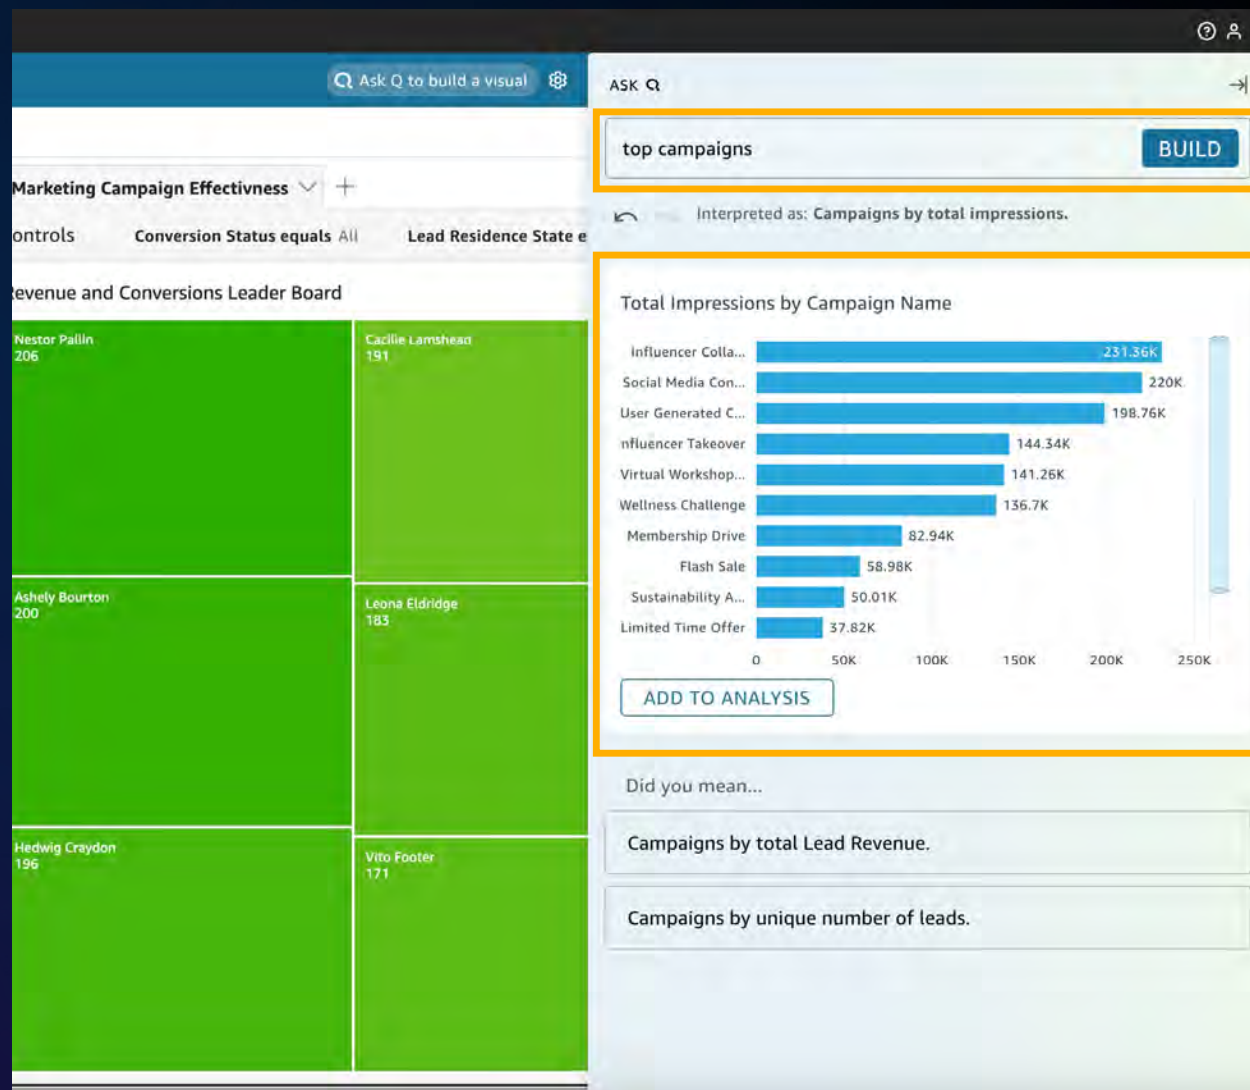 Ask Q to build a visual
Marketing Campaign Effectivness
ontrols
Conversion Status equals All
Lead Residence State e
evenue and Conversions Leader Board
Nestor Pallin
206
Cacilie Lamshead
191
Ashely Bourton
200
Leona Eldridge
183
Hedwig Craydon
196
Vito Footer
171
ASK Q
top campaigns
BUILD
Interpreted as: Campaigns by total impressions.
Total Impressions by Campaign Name
Influencer Colla... 231.36K
Social Media Con... 220K
User Generated C... 198.76K
nfluencer Takeover 144.34K
Virtual Workshop... 141.26K
Wellness Challenge 136.7K
Membership Drive 82.94K
Flash Sale 58.98K
Sustainability A... 50.01K
Limited Time Offer 37.82K
0 50K 100K 150K 200K 250K
ADD TO ANALYSIS
Did you mean...
Campaigns by total Lead Revenue.
Campaigns by unique number of leads.